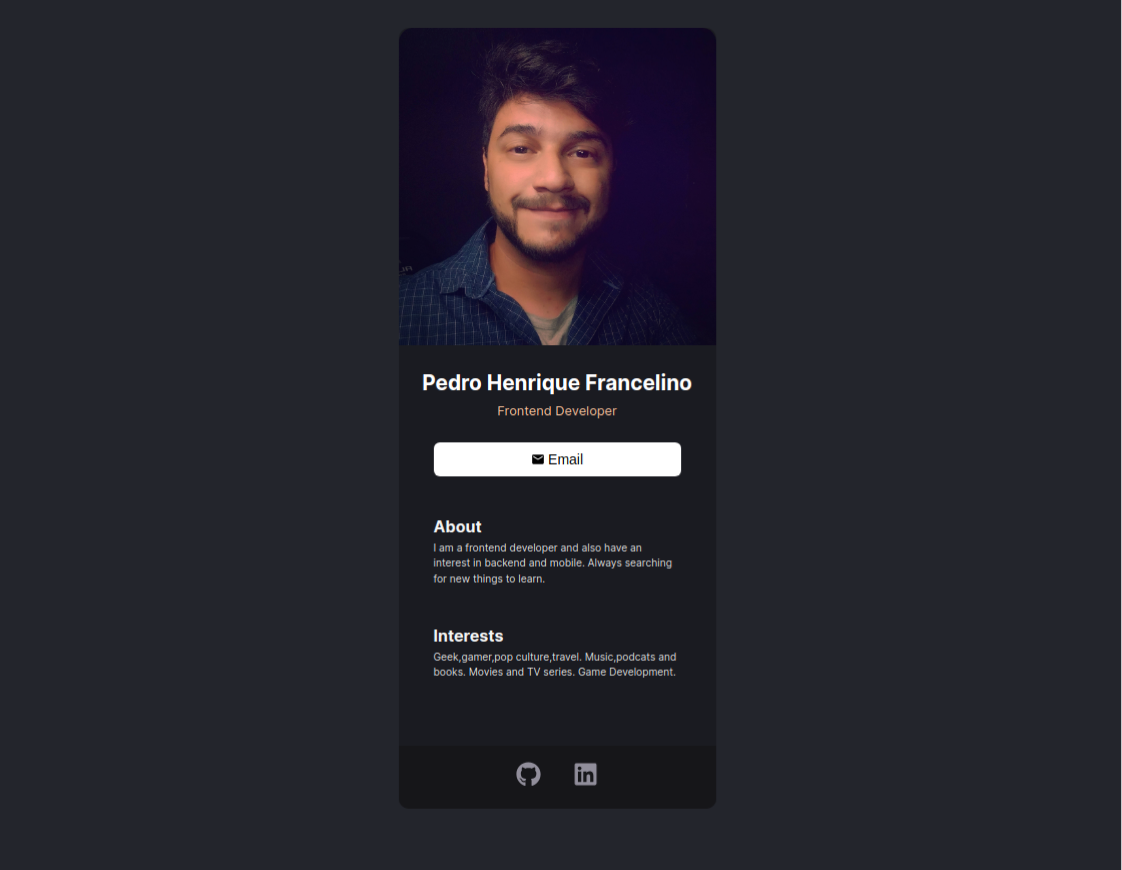 Pedro Henrique Francelino
Frontend Developer
Email
About
I am a frontend developer and also have an
interest in backend and mobile. Always searching
for new things to learn.
Interests
Geek,gamer,pop culture,travel. Music,podcats and
books. Movies and TV series. Game Development.
in